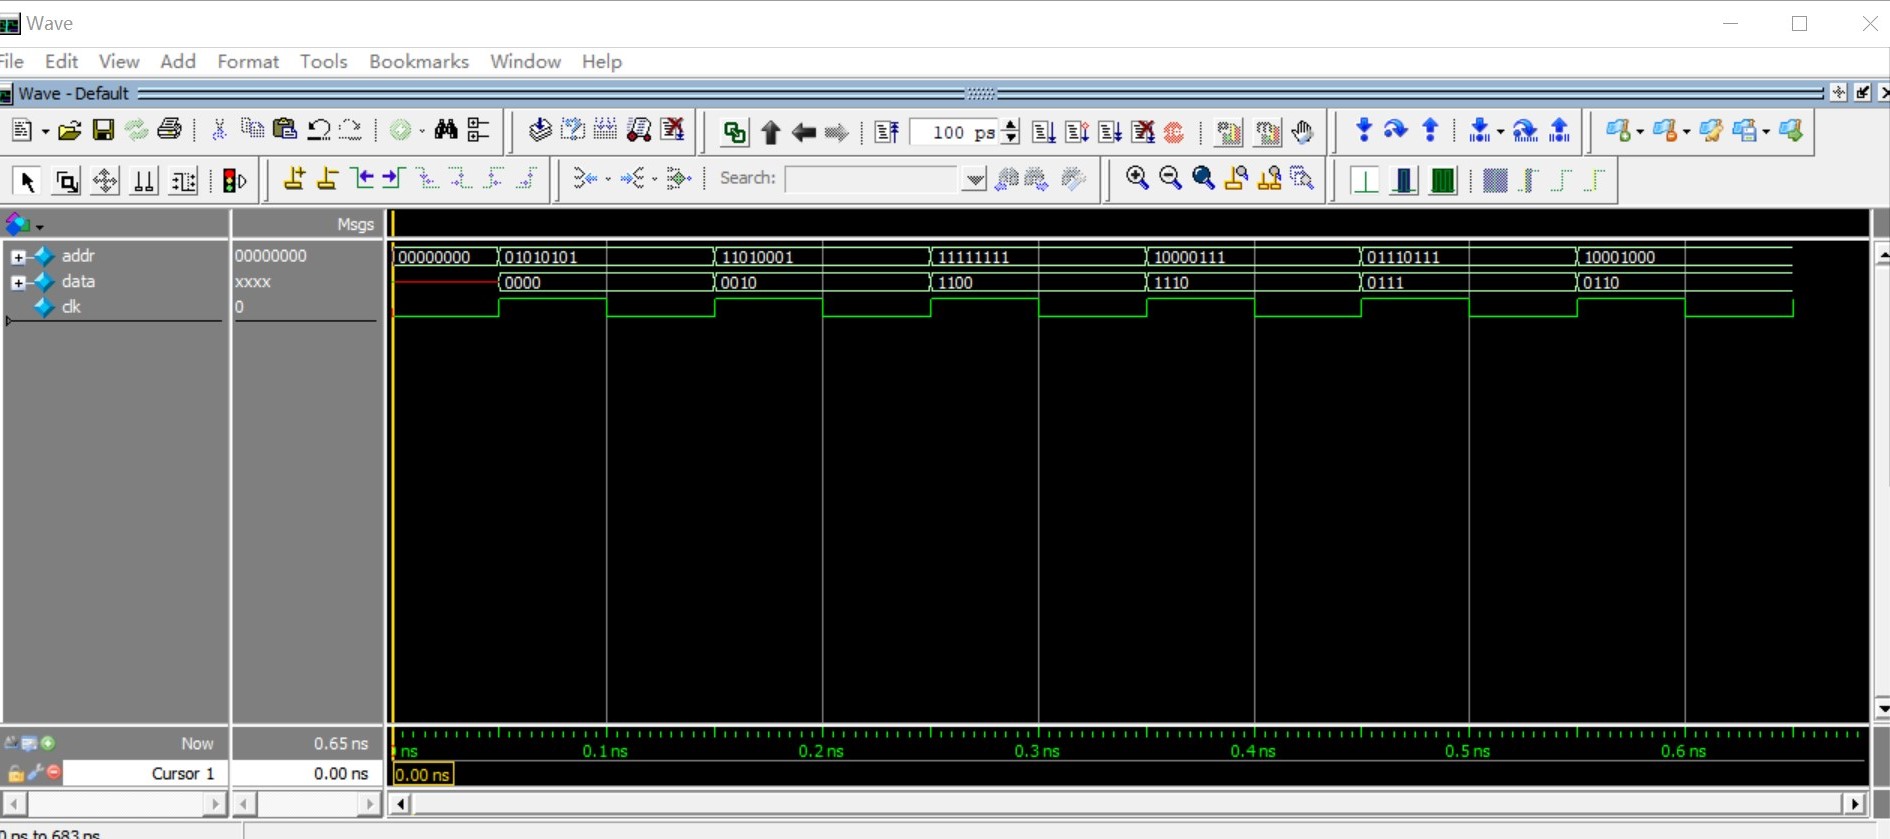 Wave
File Edit View Add Format Tools Bookmarks Window Help
Wave - Default
100 ps
Search:
Msgs
addr 00000000 00000000 01010101 11010001 11111111 10000111 01110111 10001000
data xxxx 0000 0010 1100 1110 0111 0110
clk 0
Now 0.65 ns ns 0.1 ns 0.2 ns 0.3 ns 0.4 ns 0.5 ns 0.6 ns
Cursor 1 0.00 ns 0.00 ns
0 ps to 683 ps